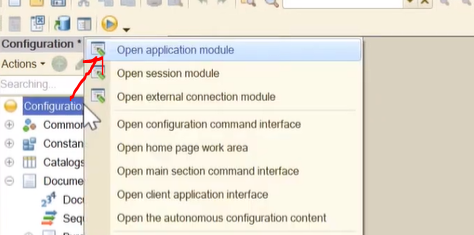 Configuration *
Actions
Searching...
Configuration
Open application module
Open session module
Open external connection module
Open configuration command interface
Open home page work area
Open main section command interface
Open client application interface
Open the autonomous configuration content
Commo
Constan
Catalogs
Docume
Docu
Sequ